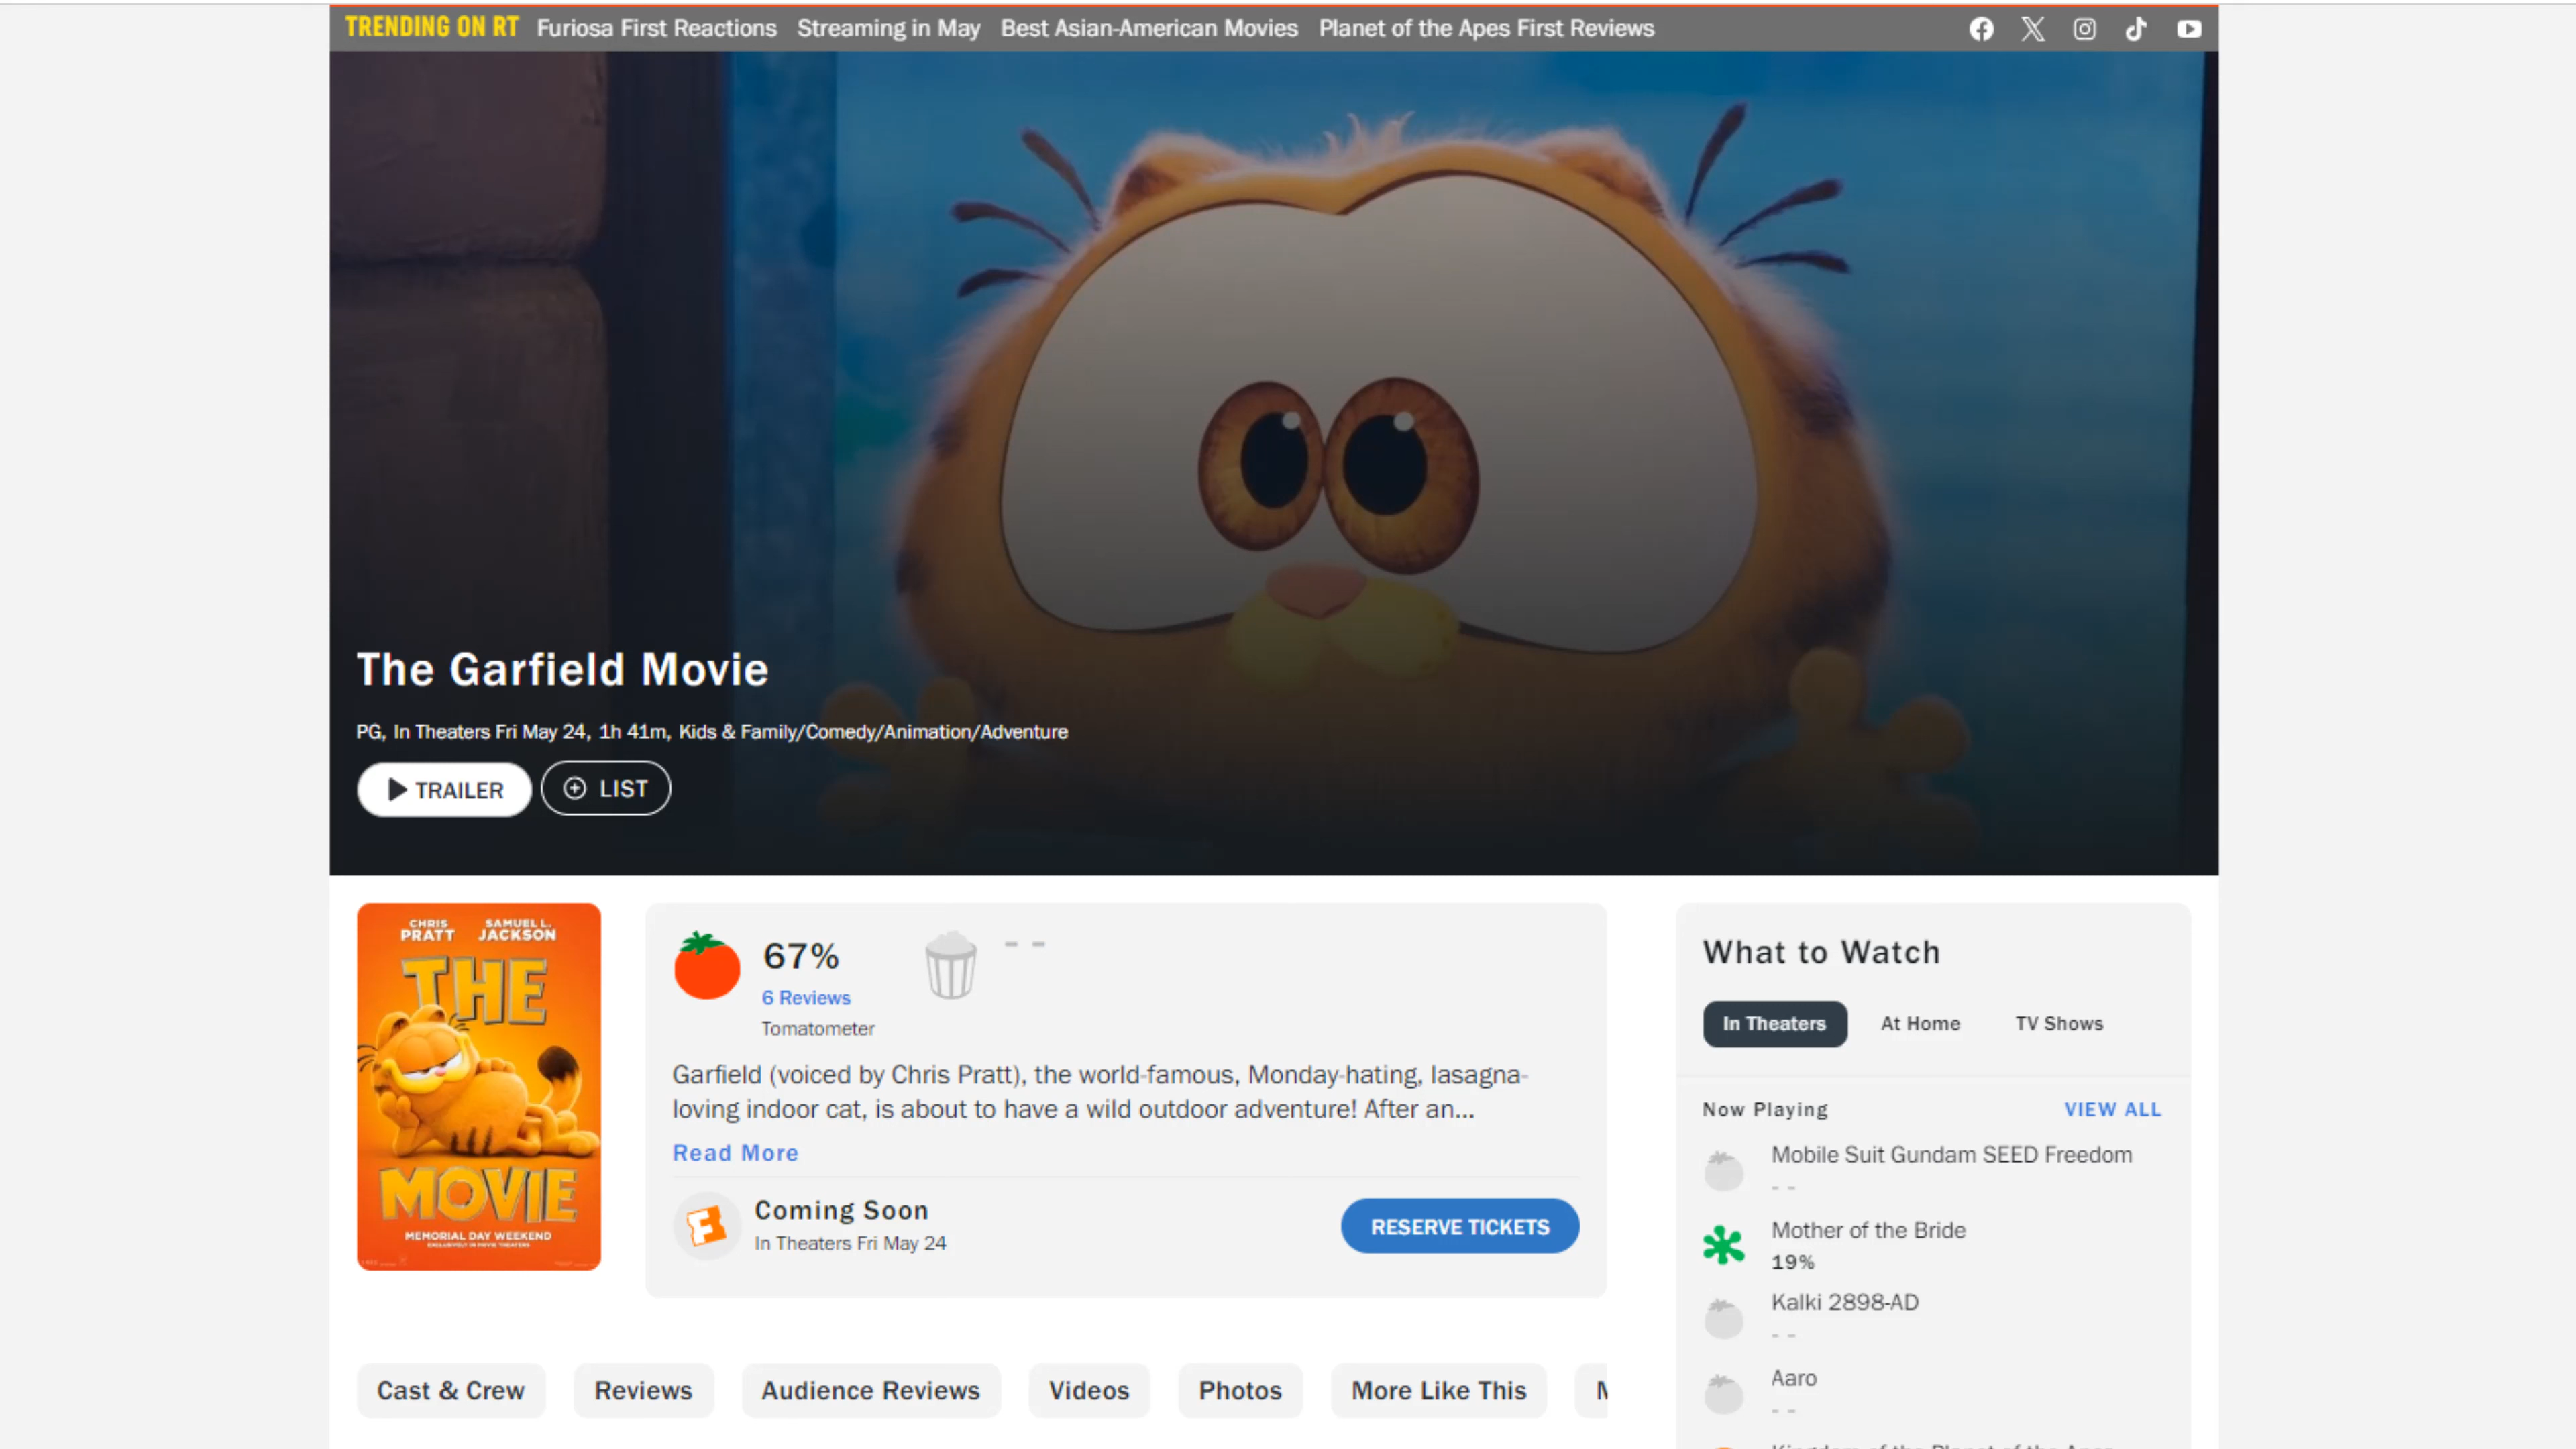 TRENDING ON RT Furiosa First Reactions Streaming in May Best Asian-American Movies Planet of the Apes First Reviews
The Garfield Movie
PG, In Theaters Fri May 24, 1h 41m, Kids & Family/Comedy/Animation/Adventure
TRAILER LIST
CHRIS PRATT SAMUEL L. JACKSON
THE
MOVIE
MEMORIAL DAY WEEKEND
EXCLUSIVELY IN MOVIE THEATERS
67% - -
6 Reviews
Tomatometer
Garfield (voiced by Chris Pratt), the world-famous, Monday-hating, lasagna-
loving indoor cat, is about to have a wild outdoor adventure! After an...
Read More
Coming Soon
In Theaters Fri May 24
RESERVE TICKETS
What to Watch
In Theaters At Home TV Shows
Now Playing VIEW ALL
Mobile Suit Gundam SEED Freedom
- -
Mother of the Bride
19%
Kalki 2898-AD
- -
Aaro
- -
Cast & Crew Reviews Audience Reviews Videos Photos More Like This